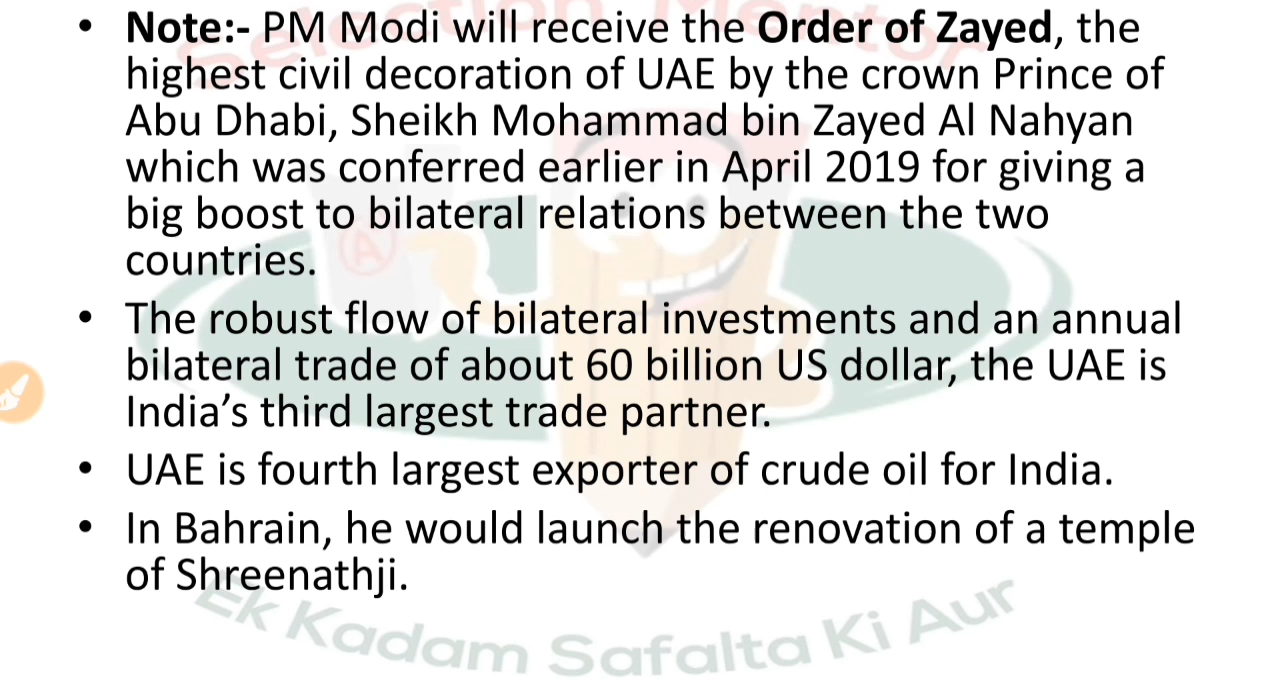 Selection Mentor
• Note:- PM Modi will receive the Order of Zayed, the
highest civil decoration of UAE by the crown Prince of
Abu Dhabi, Sheikh Mohammad bin Zayed Al Nahyan
which was conferred earlier in April 2019 for giving a
big boost to bilateral relations between the two
countries.
• The robust flow of bilateral investments and an annual
bilateral trade of about 60 billion US dollar, the UAE is
India’s third largest trade partner.
• UAE is fourth largest exporter of crude oil for India.
• In Bahrain, he would launch the renovation of a temple
of Shreenathji.
Ek Kadam Safalta Ki Aur